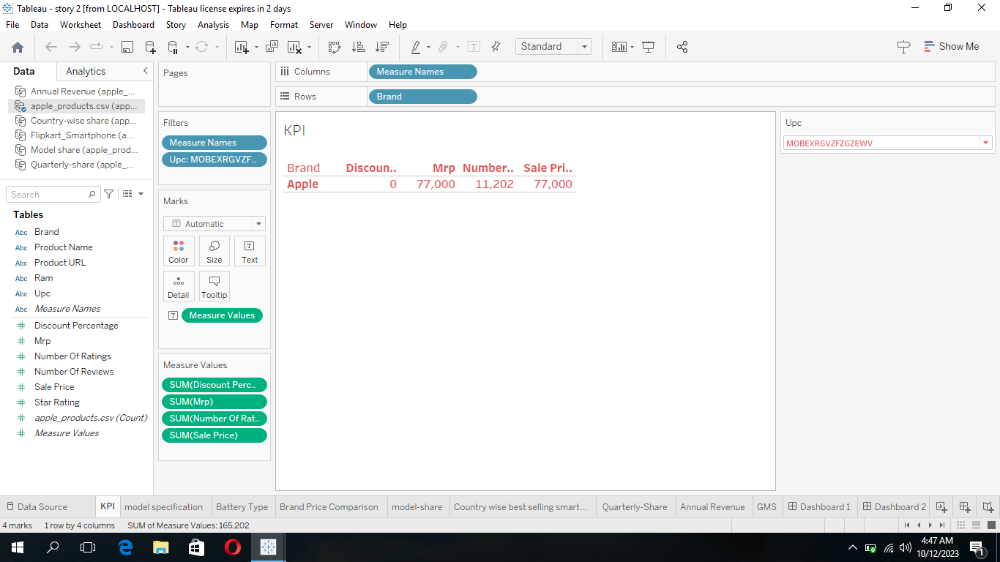 Tableau - story 2 [from LOCALHOST] - Tableau license expires in 2 days
File Data Worksheet Dashboard Story Analysis Map Format Server Window Help
Standard
Show Me
Data Analytics
Annual Revenue (apple_...
apple_products.csv (app...
Country-wise share (app...
Flipkart_Smartphone (a...
Model share (apple_prod...
Quarterly-share (apple_...
Search
Tables
Abc Brand
Abc Product Name
Abc Product URL
Abc Ram
Abc Upc
Abc Measure Names
Discount Percentage
Mrp
Number Of Ratings
Number Of Reviews
Sale Price
Star Rating
apple_products.csv (Count)
Measure Values
Pages
Filters
Measure Names
Upc: MOBEXRGVZF..
Marks
Automatic
Color Size Text
Detail Tooltip
Measure Values
Measure Values
SUM(Discount Perc..
SUM(Mrp)
SUM(Number Of Rat..
SUM(Sale Price)
Columns Measure Names
Rows Brand
KPI
Brand Discoun.. Mrp Number.. Sale Pri..
Apple 0 77,000 11,202 77,000
Upc
MOBEXRGVZFZGZEWV
Data Source KPI model specification Battery Type Brand Price Comparison model-share Country wise best selling smart... Quarterly-Share Annual Revenue GMS Dashboard 1 Dashboard 2
4 marks 1 row by 4 columns SUM of Measure Values: 165,202
4:47 AM
10/12/2023
1